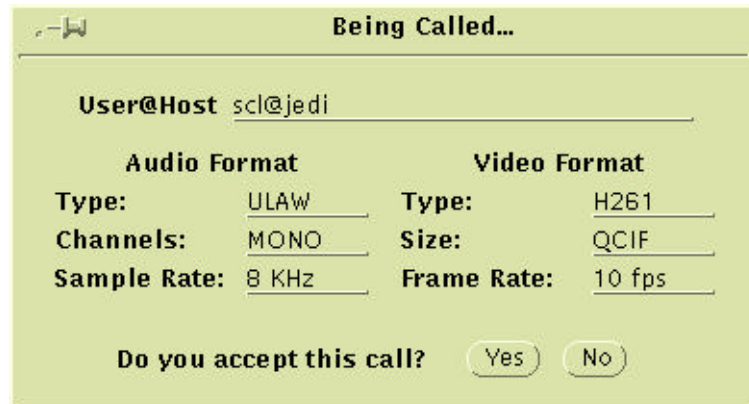 Being Called...
User@Host scl@jedi
Audio Format Video Format
Type: ULAW Type: H261
Channels: MONO Size: QCIF
Sample Rate: 8 KHz Frame Rate: 10 fps
Do you accept this call? Yes No